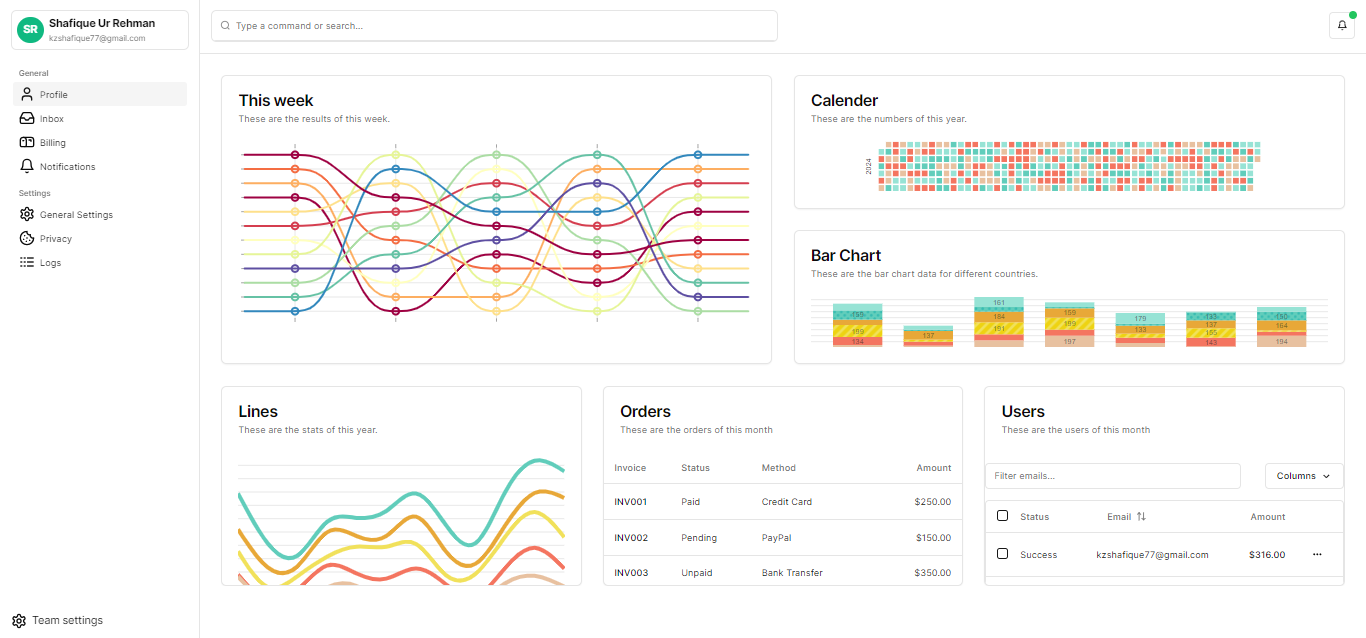 SR
Shafique Ur Rehman
kzshafique77@gmail.com
Type a command or search...
General
Profile
Inbox
Billing
Notifications
Settings
General Settings
Privacy
Logs
Team settings
This week
These are the results of this week.
Calender
These are the numbers of this year.
2024
Bar Chart
These are the bar chart data for different countries.
199
134
137
161
184
191
159
199
197
179
133
137
155
143
164
194
Lines
These are the stats of this year.
Orders
These are the orders of this month
Invoice Status Method Amount
INV001 Paid Credit Card $250.00
INV002 Pending PayPal $150.00
INV003 Unpaid Bank Transfer $350.00
Users
These are the users of this month
Filter emails...
Columns
Status Email Amount
Success kzshafique77@gmail.com $316.00